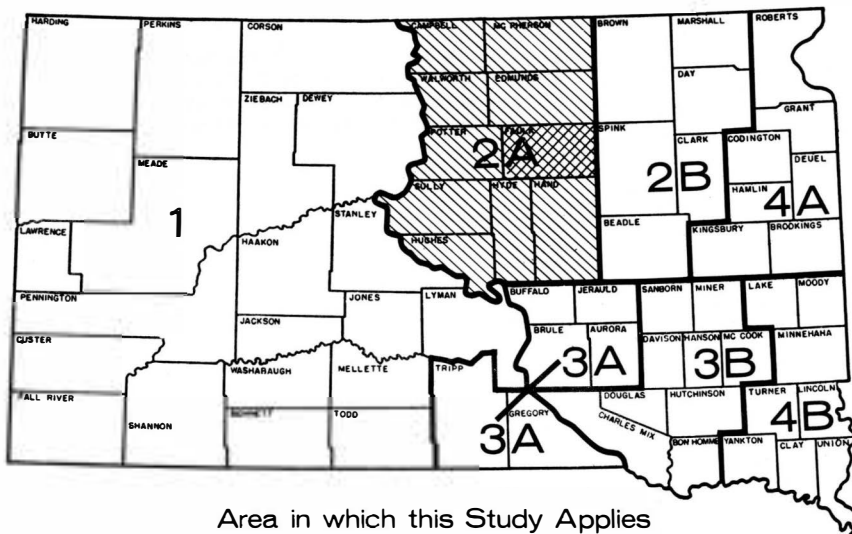 HARDING PERKINS CORSON CAMPBELL MC PHERSON BROWN MARSHALL ROBERTS
WALWORTH EDMUNDS DAY
ZIEBACH DEWEY GRANT
BUTTE POTTER FAULK SPINK CLARK CODINGTON
MEADE 2A 2B DEUEL
SULLY HYDE HAND HAMLIN 4A
LAWRENCE 1 STANLEY BEADLE KINGSBURY BROOKINGS
HAAKON HUGHES
PENNINGTON JONES LYMAN BUFFALO JERAULD SANBORN MINER LAKE MOODY
JACKSON BRULE AURORA DAVISON HANSON MC COOK MINNEHAHA
CUSTER WASHABAUGH MELLETTE TRIPP 3A 3B
FALL RIVER SHANNON BENNETT TODD GREGORY DOUGLAS HUTCHINSON TURNER LINCOLN
3A CHARLES MIX 4B
BON HOMME YANKTON CLAY UNION
Area in which this Study Applies